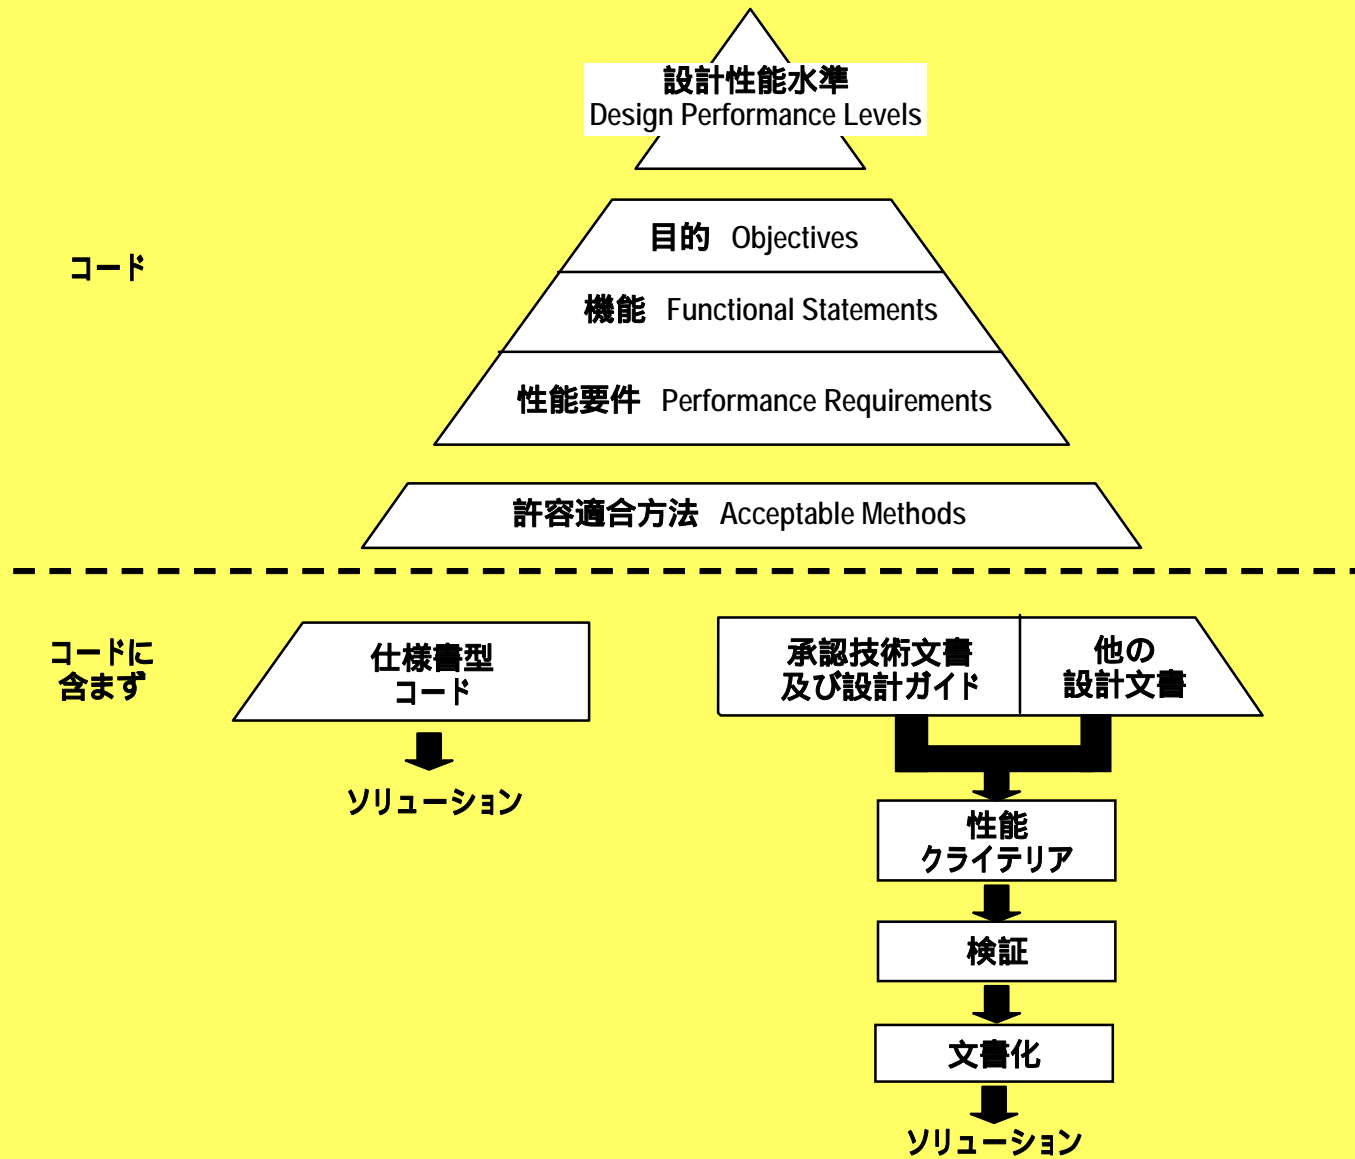 設計性能水準
Design Performance Levels
目的 Objectives
コード
機能 Functional Statements
性能要件 Performance Requirements
許容適合方法 Acceptable Methods
コードに
含まず
仕様書型
コード
ソリューション
承認技術文書
及び設計ガイド
他の
設計文書
性能
クライテリア
検証
文書化
ソリューション